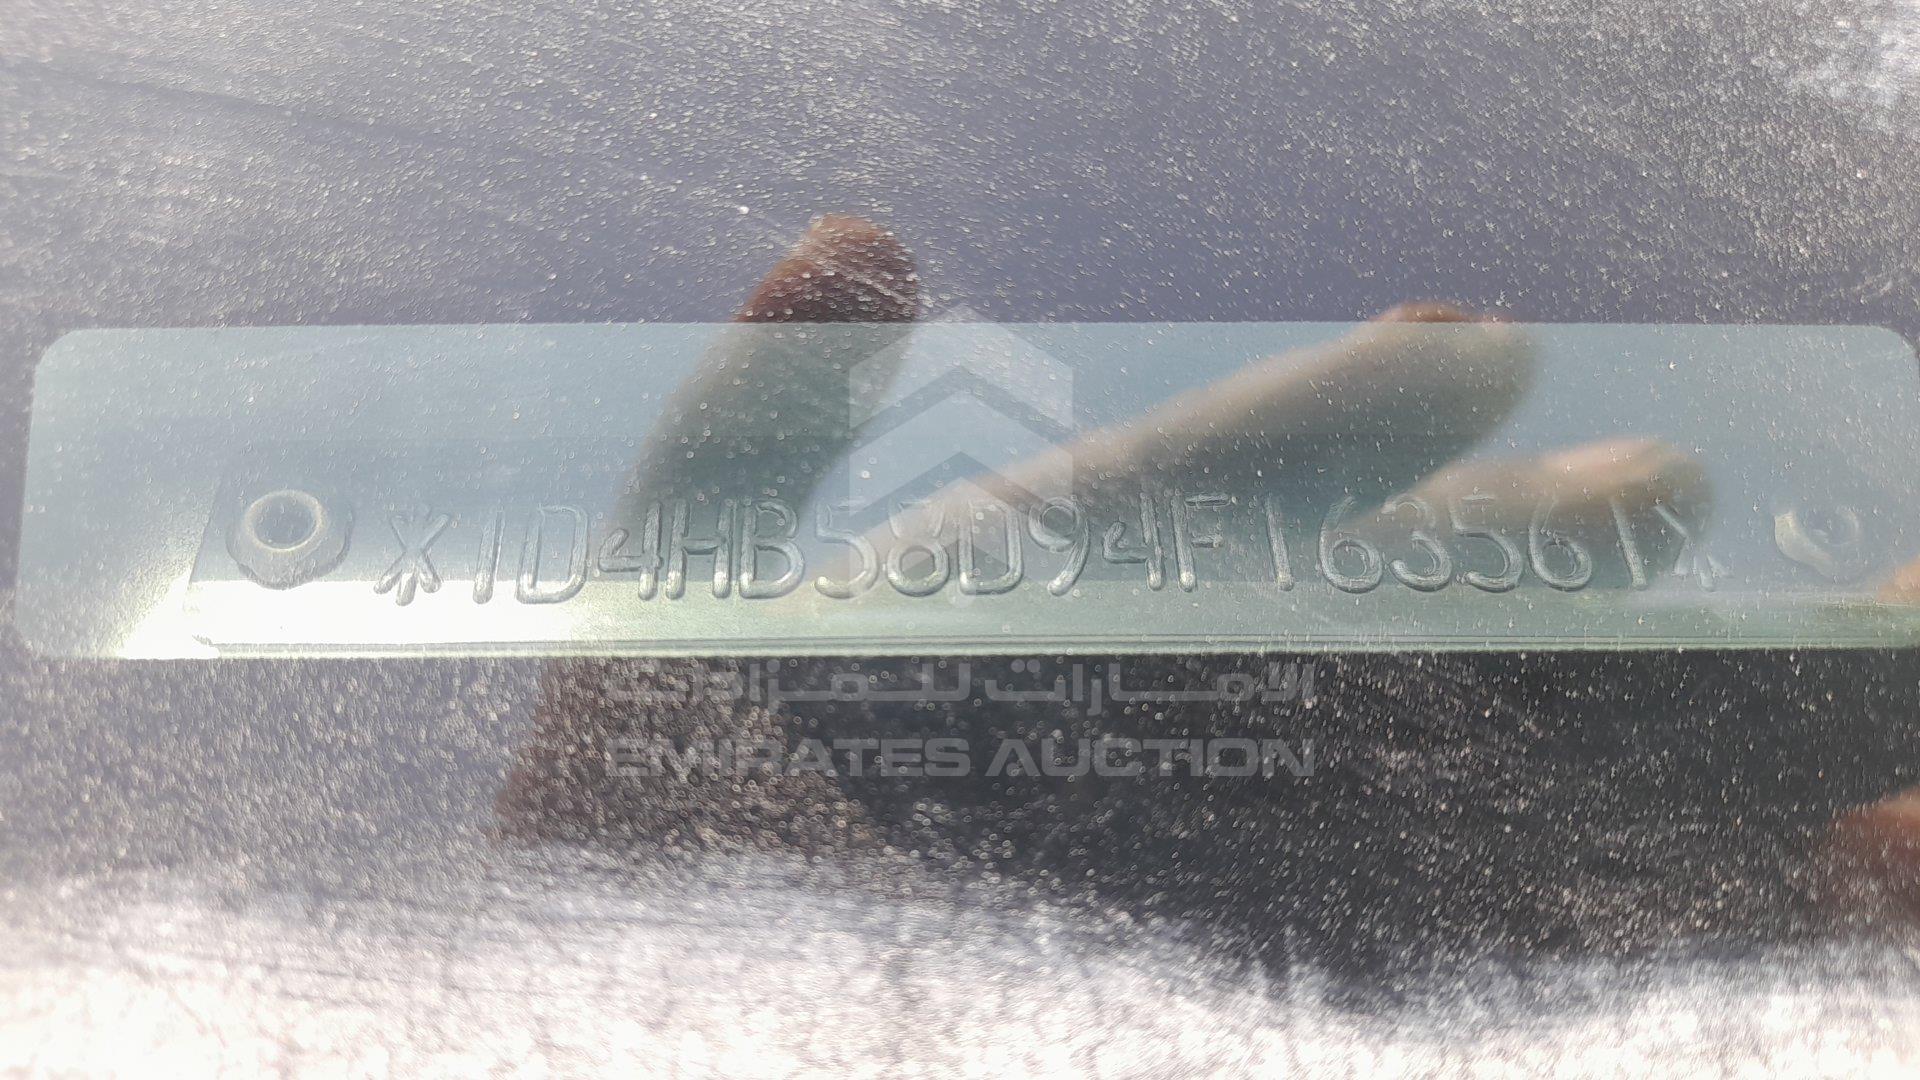 *1D4HB58D94F163561*
الإمارات للمزادات
EMIRATES AUCTION